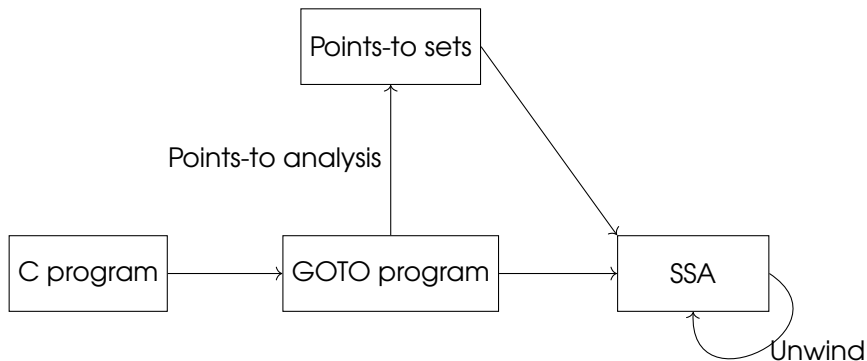 Points-to sets
Points-to analysis
C program
GOTO program
SSA
Unwind